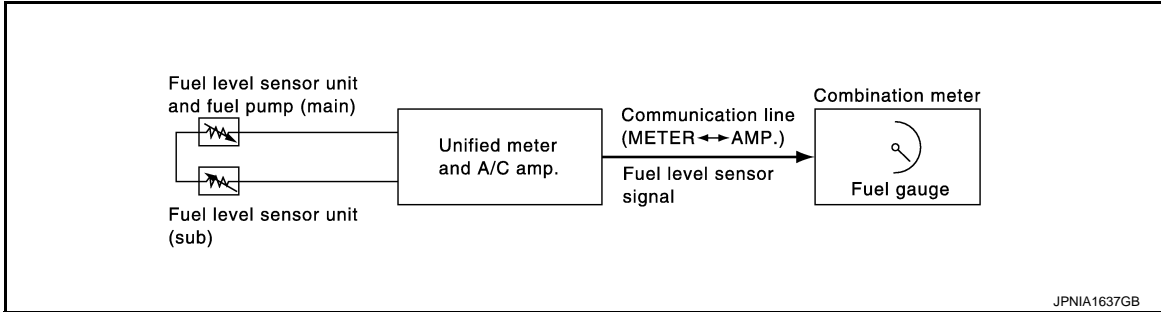 Fuel level sensor unit
and fuel pump (main)
Fuel level sensor unit
(sub)
Unified meter
and A/C amp.
Communication line
(METER↔AMP.)
Fuel level sensor
signal
Combination meter
Fuel gauge
JPNIA1637GB